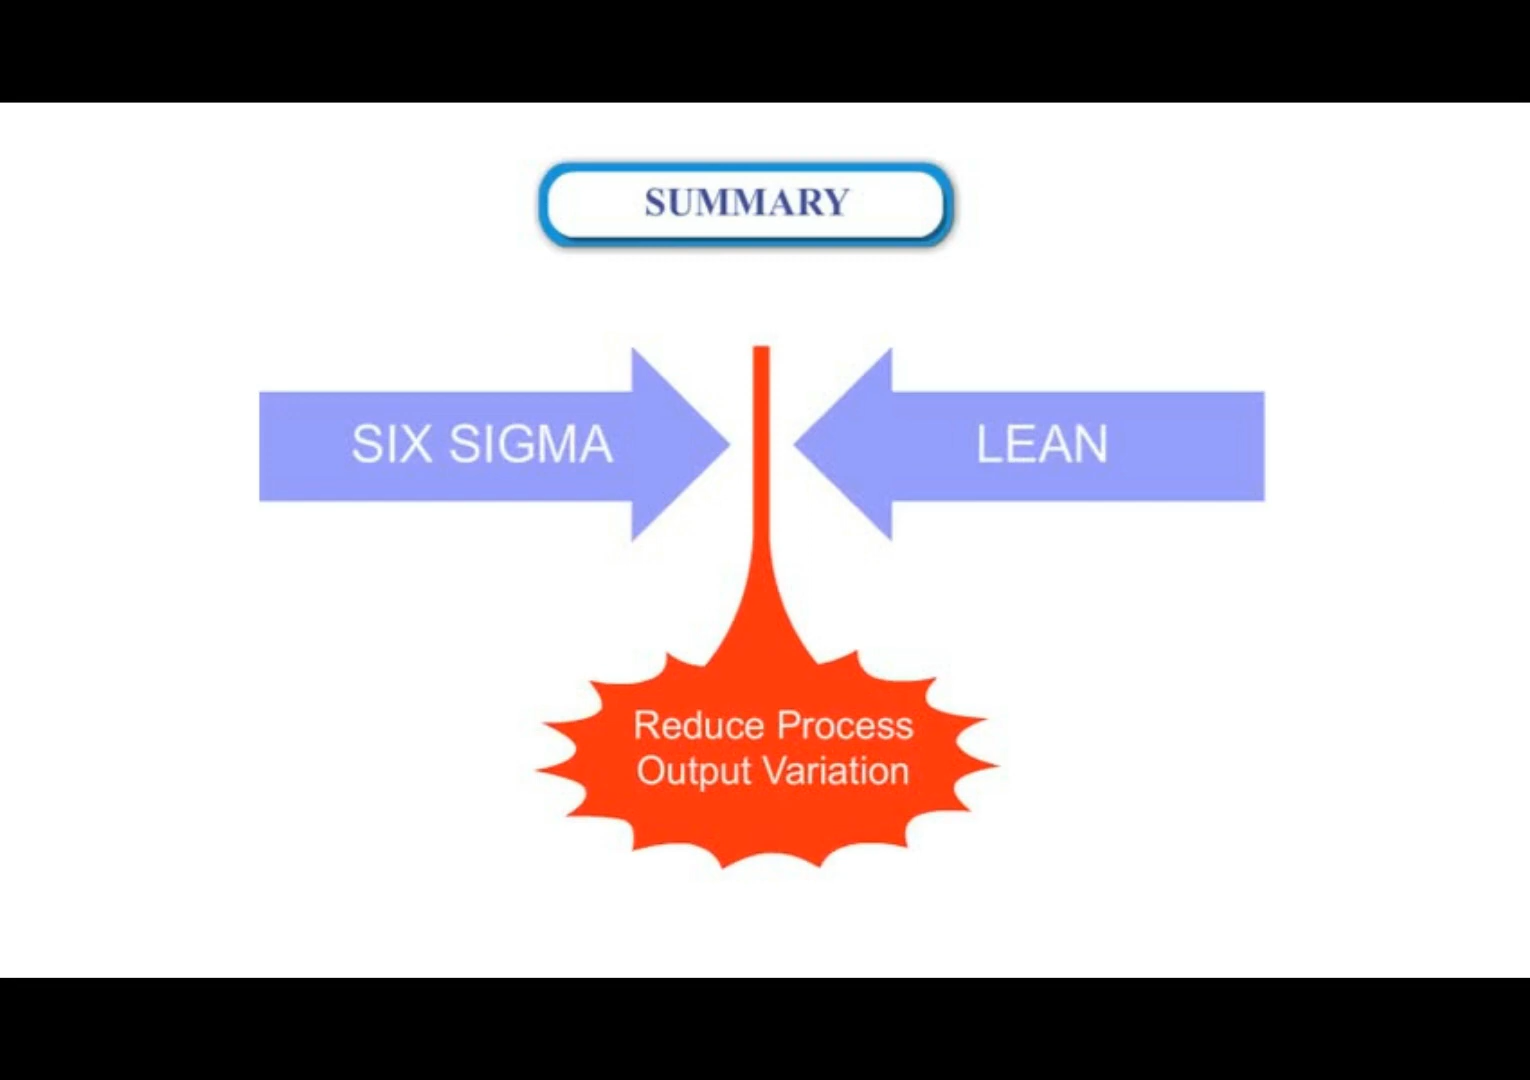 SUMMARY
SIX SIGMA
LEAN
Reduce Process
Output Variation